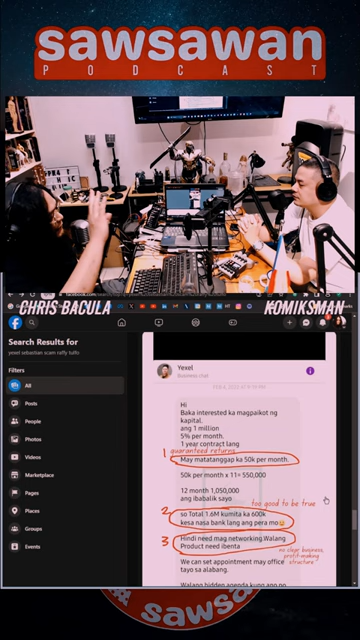 sawsawan
PODCAST
CHRIS BACULA
KOMIKSMAN
Search Results for
yexel sebastian scam raffy tulfo
Filters
All
Posts
People
Photos
Videos
Marketplace
Pages
Places
Groups
Events
Yexel
Business chat
Hi
Baka interested ka magpaikot ng
kapital.
ang 1 million
5% per month.
1 year contract lang
1 guaranteed returns
May matatanggap ka 50k per month.
50k per month x 11= 550,000
12 month 1,050,000
ang ibabalik sayo
too good to be true
2 so Total 1.6M kumita ka 600k
kesa nasa bank lang ang pera mo😄
3 Hindi need mag networking.Walang
Product need ibenta
no clear business,
profit-making
structure
We can set appointment may office
tayo sa alabang.
Walang hidden agenda kung ano ng